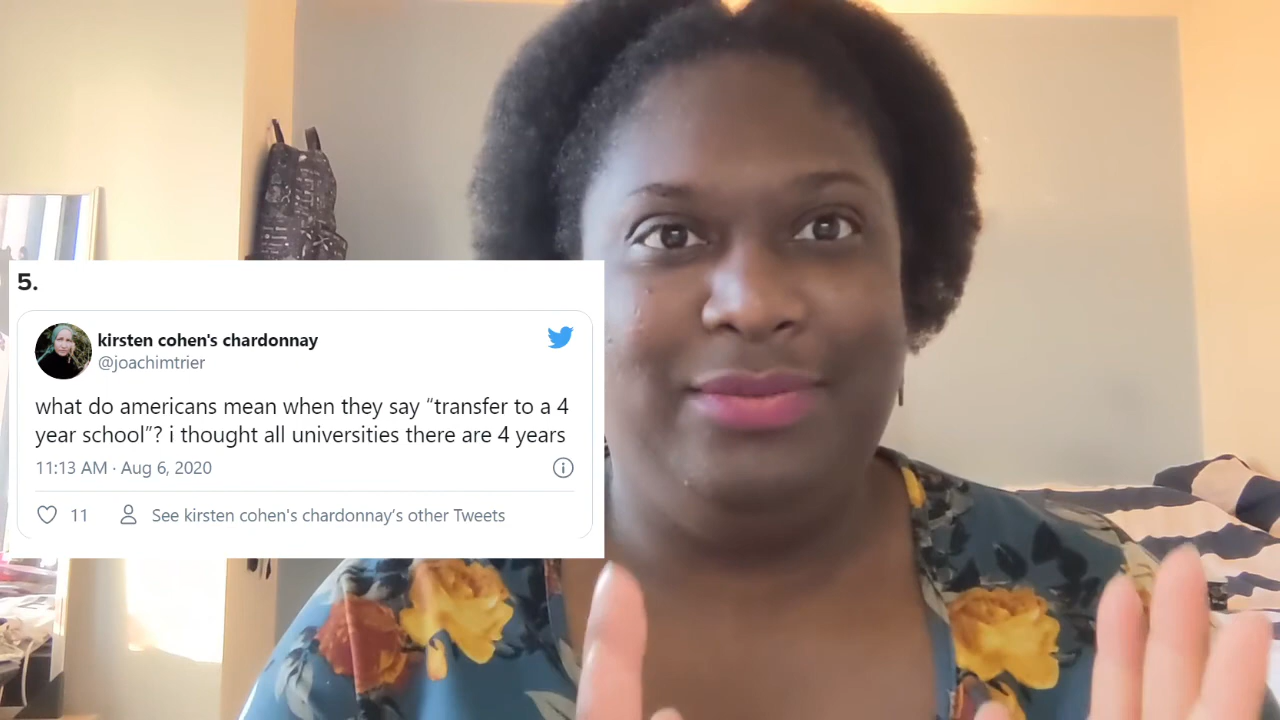 5.
kirsten cohen's chardonnay
@joachimtrier
what do americans mean when they say “transfer to a 4
year school”? i thought all universities there are 4 years
11:13 AM · Aug 6, 2020
11
See kirsten cohen's chardonnay’s other Tweets